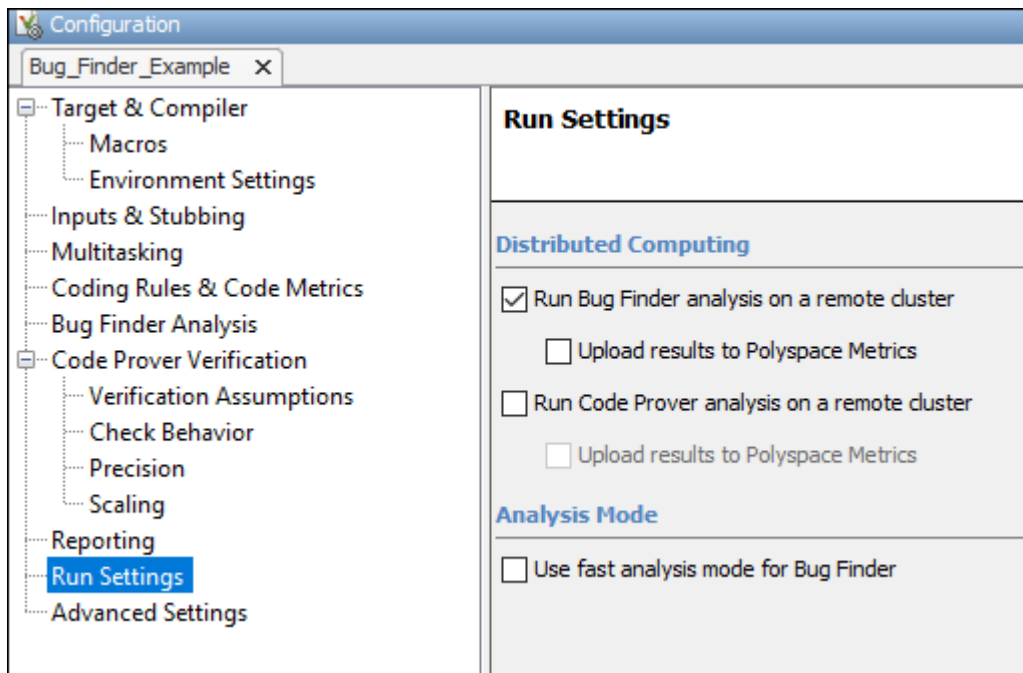 Configuration
Bug_Finder_Example
Target & Compiler
Macros
Environment Settings
Inputs & Stubbing
Multitasking
Coding Rules & Code Metrics
Bug Finder Analysis
Code Prover Verification
Verification Assumptions
Check Behavior
Precision
Scaling
Reporting
Run Settings
Advanced Settings
Run Settings
Distributed Computing
Run Bug Finder analysis on a remote cluster
Upload results to Polyspace Metrics
Run Code Prover analysis on a remote cluster
Upload results to Polyspace Metrics
Analysis Mode
Use fast analysis mode for Bug Finder